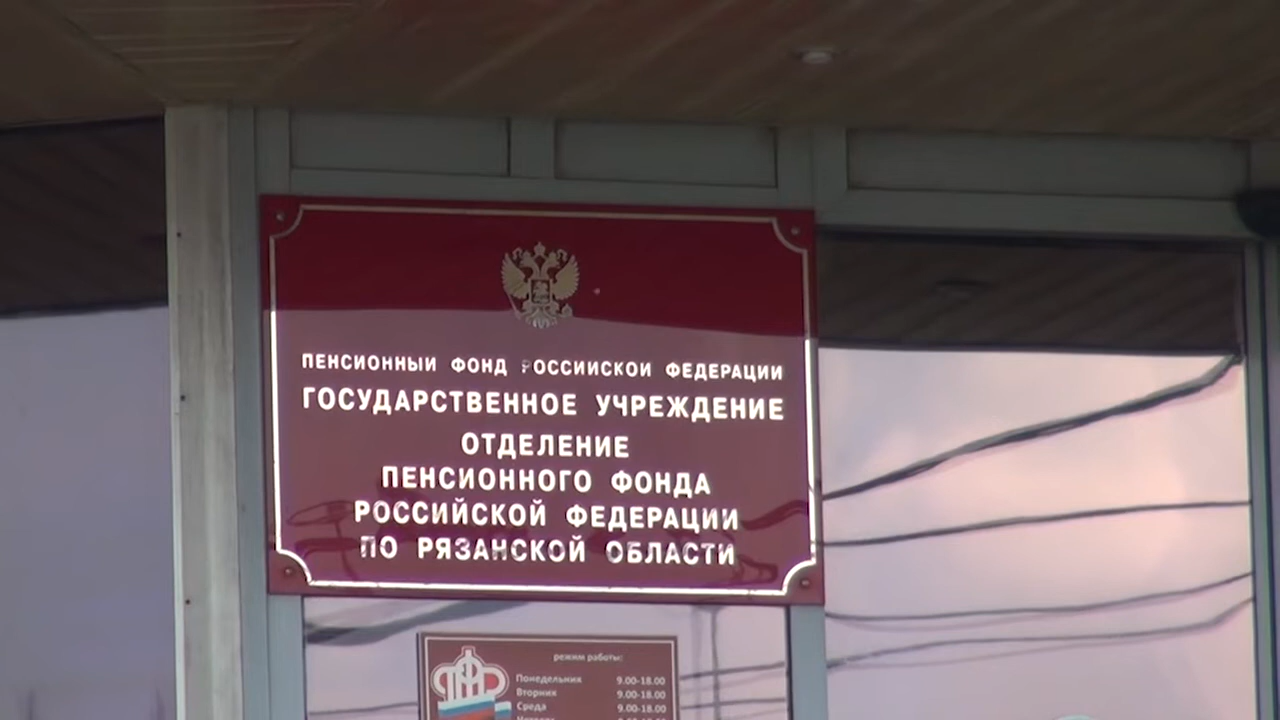 ПЕНСИОННЫЙ ФОНД РОССИЙСКОЙ ФЕДЕРАЦИИ
ГОСУДАРСТВЕННОЕ УЧРЕЖДЕНИЕ
ОТДЕЛЕНИЕ
ПЕНСИОННОГО ФОНДА
РОССИЙСКОЙ ФЕДЕРАЦИИ
ПО РЯЗАНСКОЙ ОБЛАСТИ
режим работы:
Понедельник 9.00-18.00
Вторник 9.00-18.00
Среда 9.00-18.00